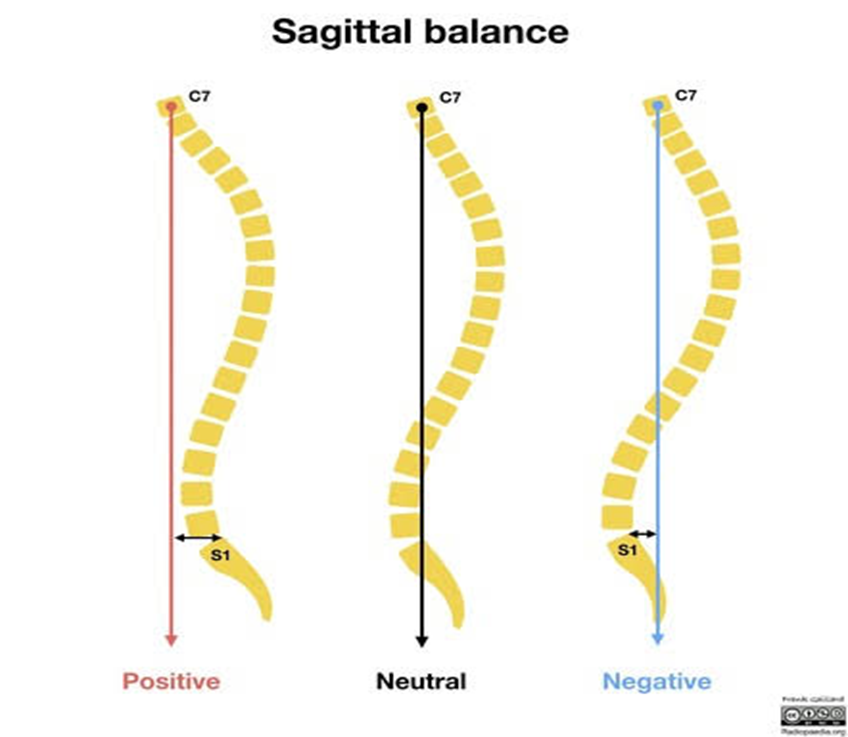 Sagittal balance
C7
C7
C7
S1
S1
Positive
Neutral
Negative
Radiopaedia.org